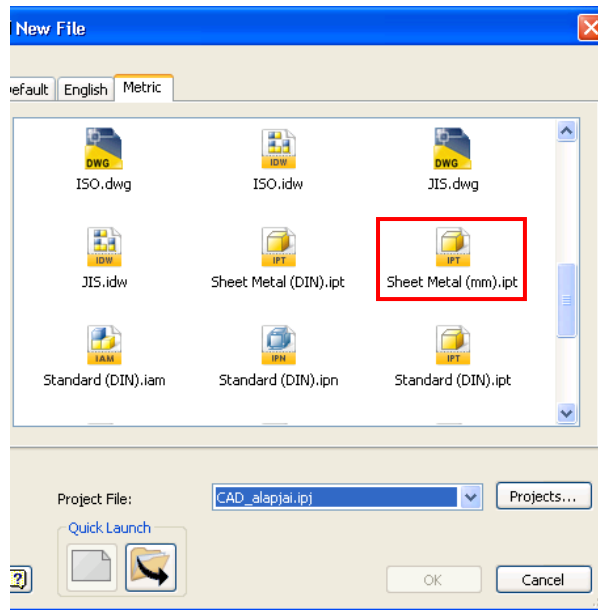 New File
efault English Metric
DWG IDW DWG
ISO.dwg ISO.idw JIS.dwg
IDW IPT IPT
JIS.idw Sheet Metal (DIN).ipt Sheet Metal (mm).ipt
IAM IPN IPT
Standard (DIN).iam Standard (DIN).ipn Standard (DIN).ipt
Project File: CAD_alapjai.ipj Projects...
Quick Launch
? OK Cancel